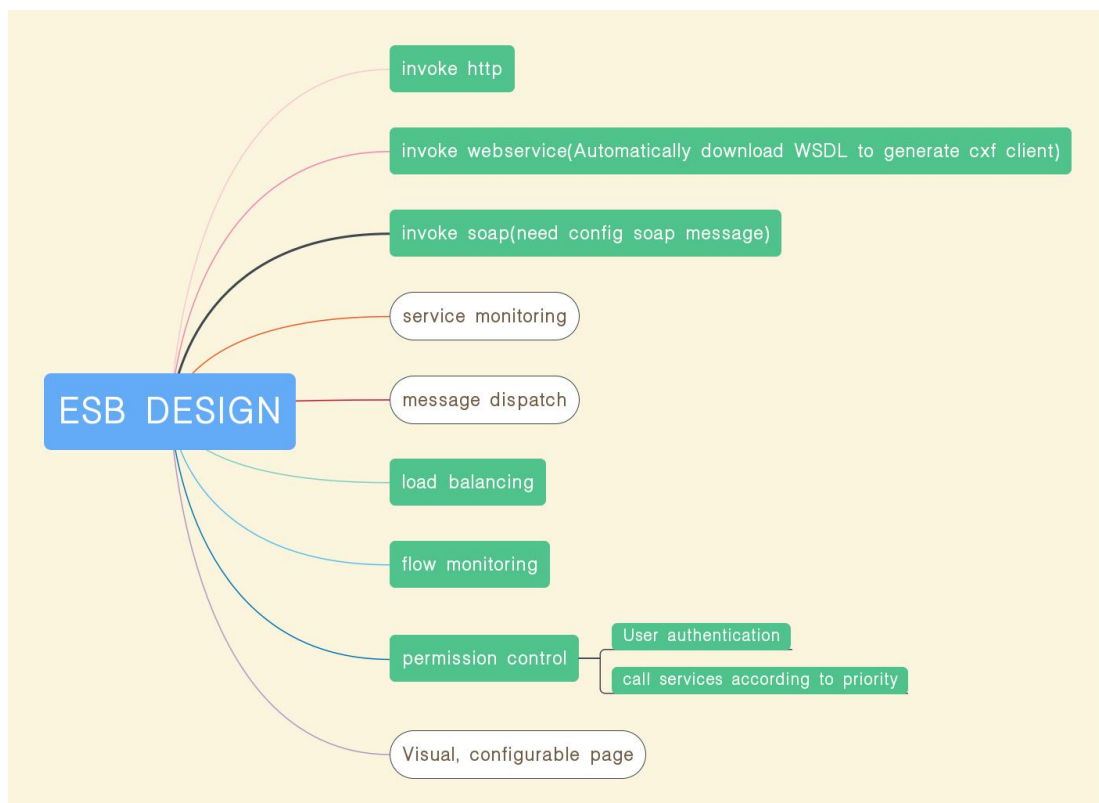 invoke http
invoke webservice(Automatically download WSDL to generate cxf client)
invoke soap(need config soap message)
service monitoring
message dispatch
ESB DESIGN
load balancing
flow monitoring
permission control
User authentication
call services according to priority
Visual, configurable page